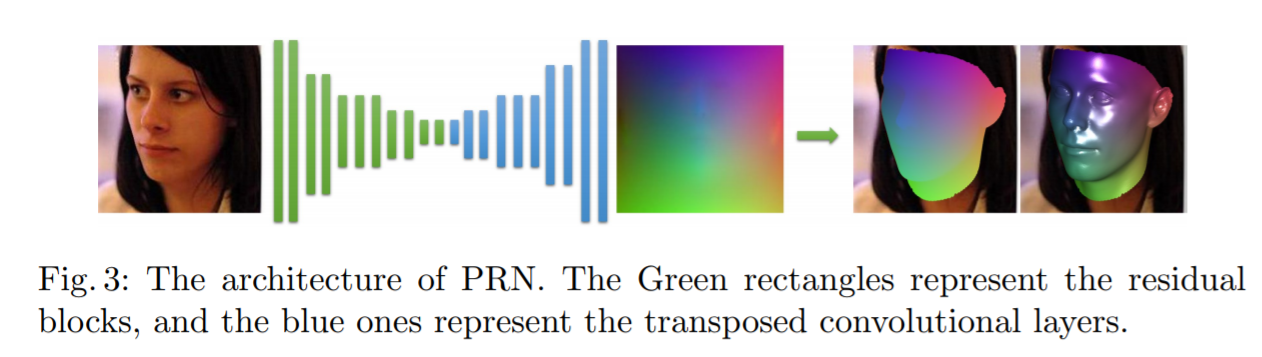 Fig. 3: The architecture of PRN. The Green rectangles represent the residual
blocks, and the blue ones represent the transposed convolutional layers.